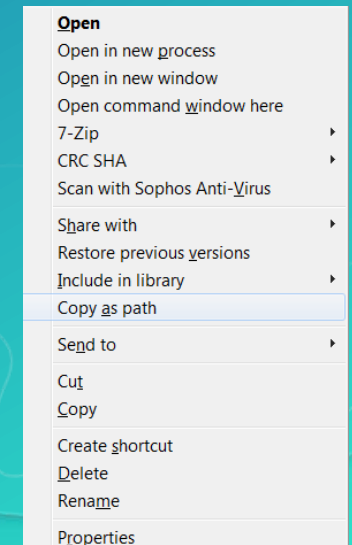 Open
Open in new process
Open in new window
Open command window here
7-Zip
CRC SHA
Scan with Sophos Anti-Virus
Share with
Restore previous versions
Include in library
Copy as path
Send to
Cut
Copy
Create shortcut
Delete
Rename
Properties